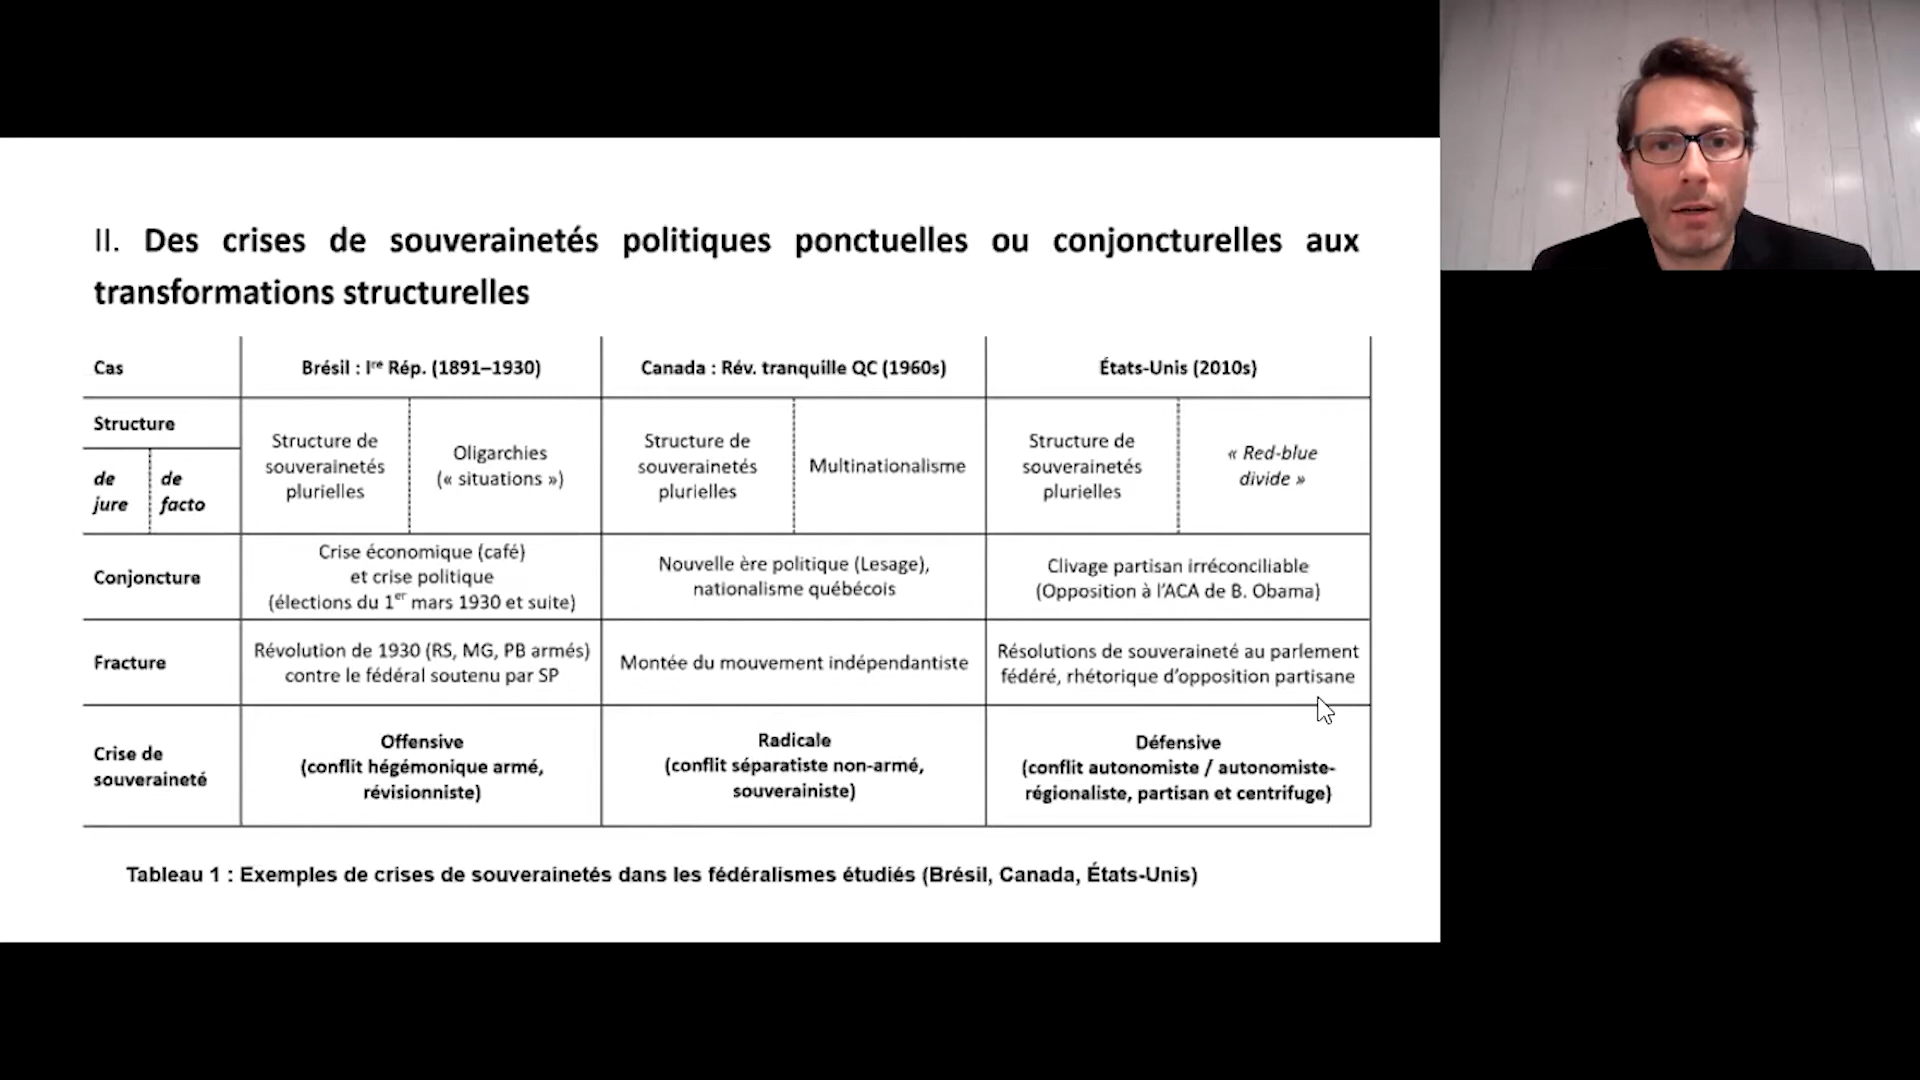 II. Des crises de souverainetés politiques ponctuelles ou conjoncturelles aux
transformations structurelles
Cas
Brésil : Iʳᵉ Rép. (1891–1930)
Canada : Rév. tranquille QC (1960s)
États-Unis (2010s)
Structure
de
jure
de
facto
Structure de
souverainetés
plurielles
Oligarchies
(« situations »)
Structure de
souverainetés
plurielles
Multinationalisme
Structure de
souverainetés
plurielles
« Red-blue
divide »
Conjoncture
Crise économique (café)
et crise politique
(élections du 1ᵉʳ mars 1930 et suite)
Nouvelle ère politique (Lesage),
nationalisme québécois
Clivage partisan irréconciliable
(Opposition à l’ACA de B. Obama)
Fracture
Révolution de 1930 (RS, MG, PB armés)
contre le fédéral soutenu par SP
Montée du mouvement indépendantiste
Résolutions de souveraineté au parlement
fédéré, rhétorique d’opposition partisane
Crise de
souveraineté
Offensive
(conflit hégémonique armé,
révisionniste)
Radicale
(conflit séparatiste non-armé,
souverainiste)
Défensive
(conflit autonomiste / autonomiste-
régionaliste, partisan et centrifuge)
Tableau 1 : Exemples de crises de souverainetés dans les fédéralismes étudiés (Brésil, Canada, États-Unis)